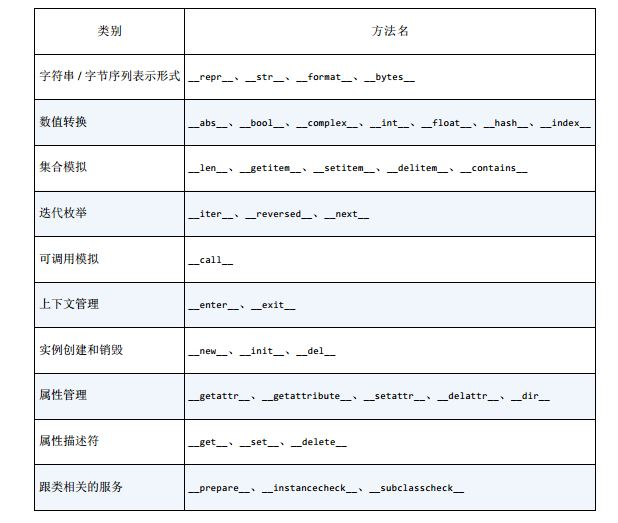 类别 方法名
字符串 / 字节序列表示形式 __repr__、__str__、__format__、__bytes__
数值转换 __abs__、__bool__、__complex__、__int__、__float__、__hash__、__index__
集合模拟 __len__、__getitem__、__setitem__、__delitem__、__contains__
迭代枚举 __iter__、__reversed__、__next__
可调用模拟 __call__
上下文管理 __enter__、__exit__
实例创建和销毁 __new__、__init__、__del__
属性管理 __getattr__、__getattribute__、__setattr__、__delattr__、__dir__
属性描述符 __get__、__set__、__delete__
跟类相关的服务 __prepare__、__instancecheck__、__subclasscheck__